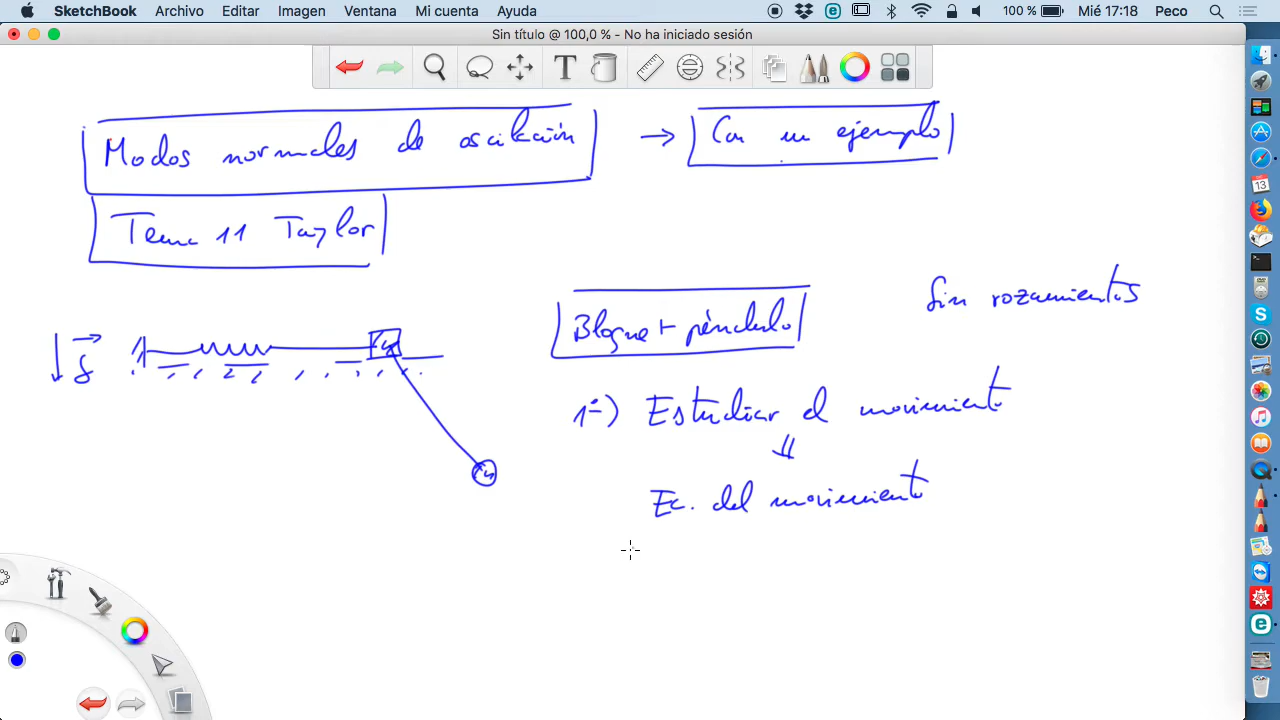 SketchBook Archivo Editar Imagen Ventana Mi cuenta Ayuda 100 % Mié 17:18 Peco
Sin título @ 100,0 % - No ha iniciado sesión
Modos normales de oscilación → Con un ejemplo
Tema 11 Taylor
Sin rozamientos
Bloque + péndulo
g
1º) Estudiar el movimiento
⇓
Ec. del movimiento